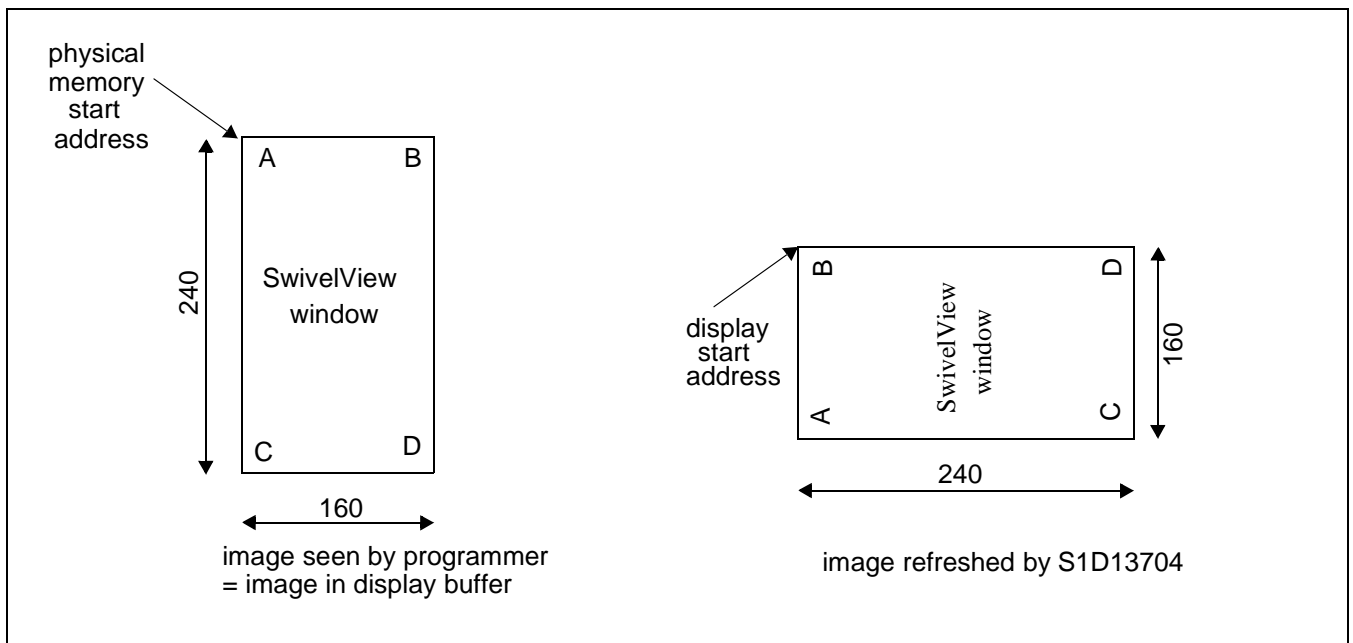 physical
memory
start
address
A B
240
SwivelView
window
C D
160
image seen by programmer
= image in display buffer
display
start
address
B D
SwivelView
window
A C
160
240
image refreshed by S1D13704